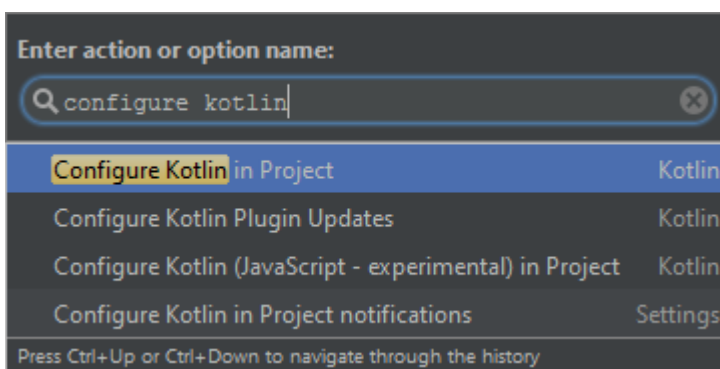 Enter action or option name:
configure kotlin
Configure Kotlin in Project Kotlin
Configure Kotlin Plugin Updates Kotlin
Configure Kotlin (JavaScript - experimental) in Project Kotlin
Configure Kotlin in Project notifications Settings
Press Ctrl+Up or Ctrl+Down to navigate through the history